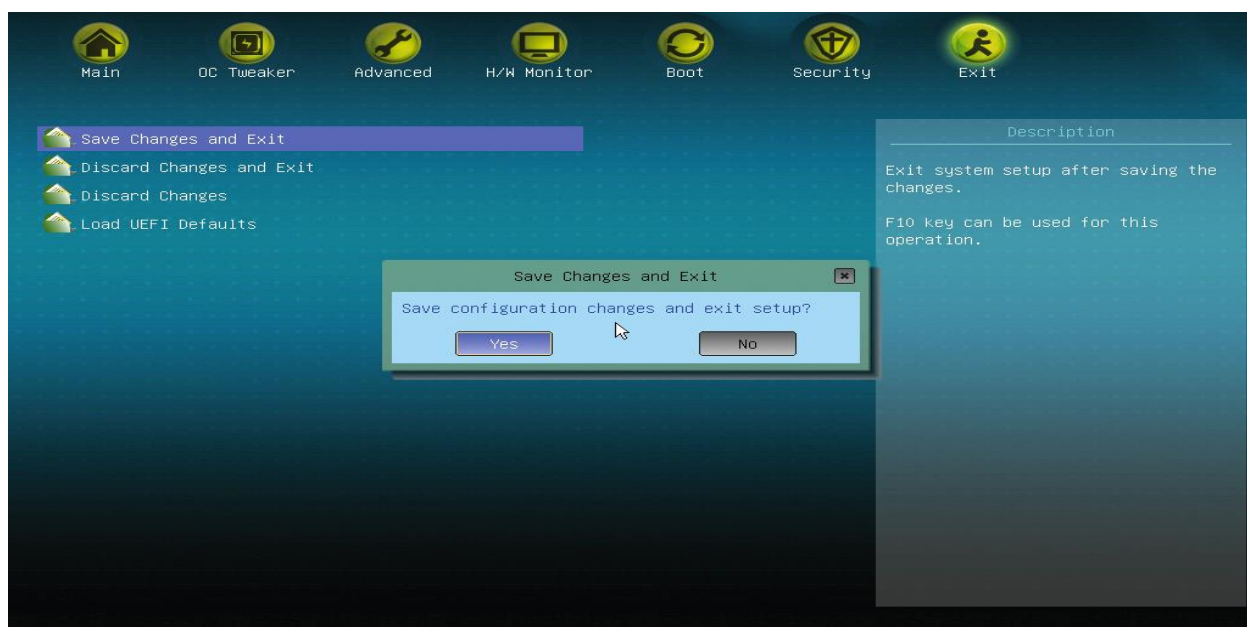 Main OC Tweaker Advanced H/W Monitor Boot Security Exit
Save Changes and Exit
Discard Changes and Exit
Discard Changes
Load UEFI Defaults
Description
Exit system setup after saving the
changes.
F10 key can be used for this
operation.
Save Changes and Exit
Save configuration changes and exit setup?
Yes No